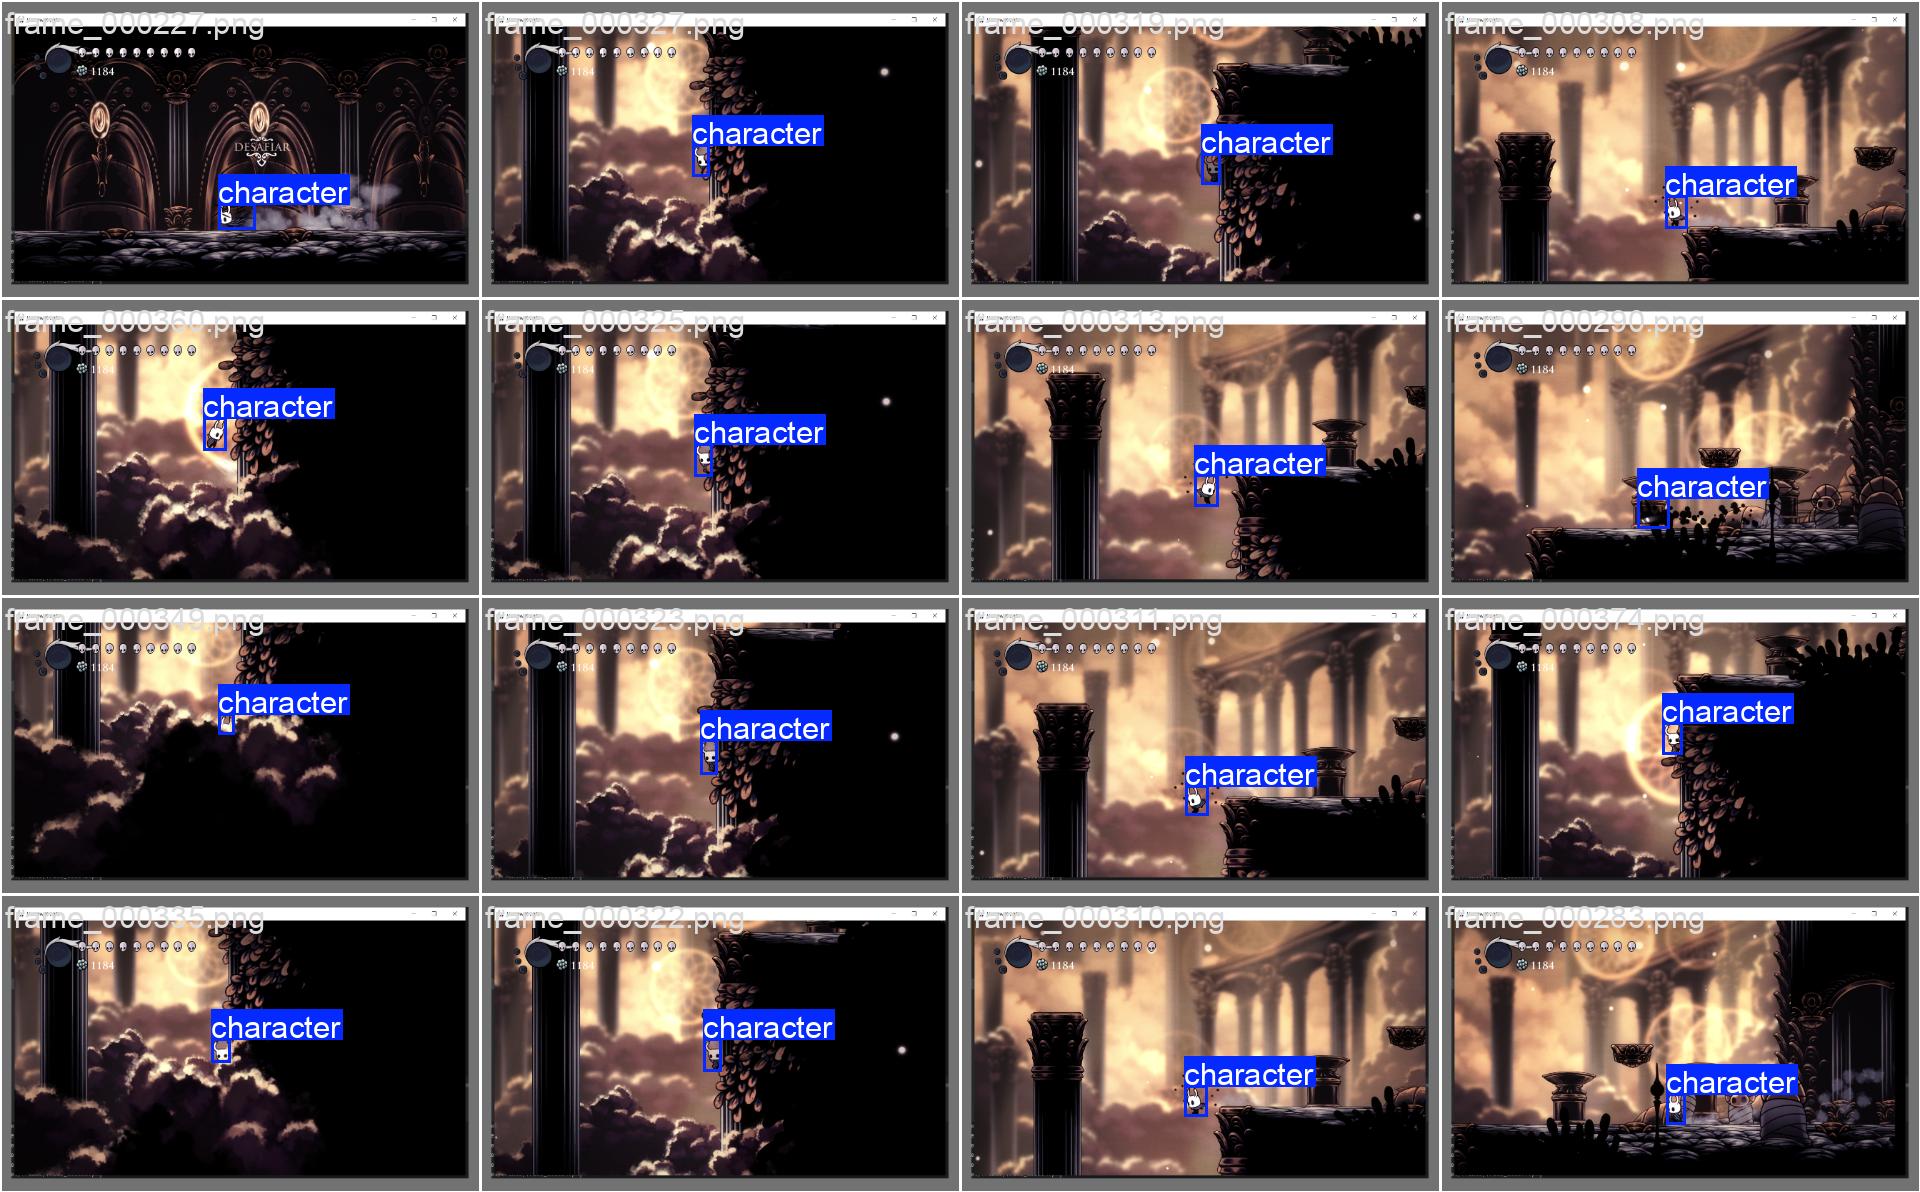 frame_000227.png
frame_000327.png
frame_000319.png
frame_000308.png
1184
1184
1184
1184
DESAFIAR
character
character
character
character
frame_000360.png
frame_000325.png
frame_000313.png
frame_000290.png
1184
1184
1184
1184
character
character
character
character
frame_000349.png
frame_000323.png
frame_000311.png
frame_000374.png
1184
1184
1184
1184
character
character
character
character
frame_000335.png
frame_000322.png
frame_000310.png
frame_000283.png
1184
1184
1184
1184
character
character
character
character